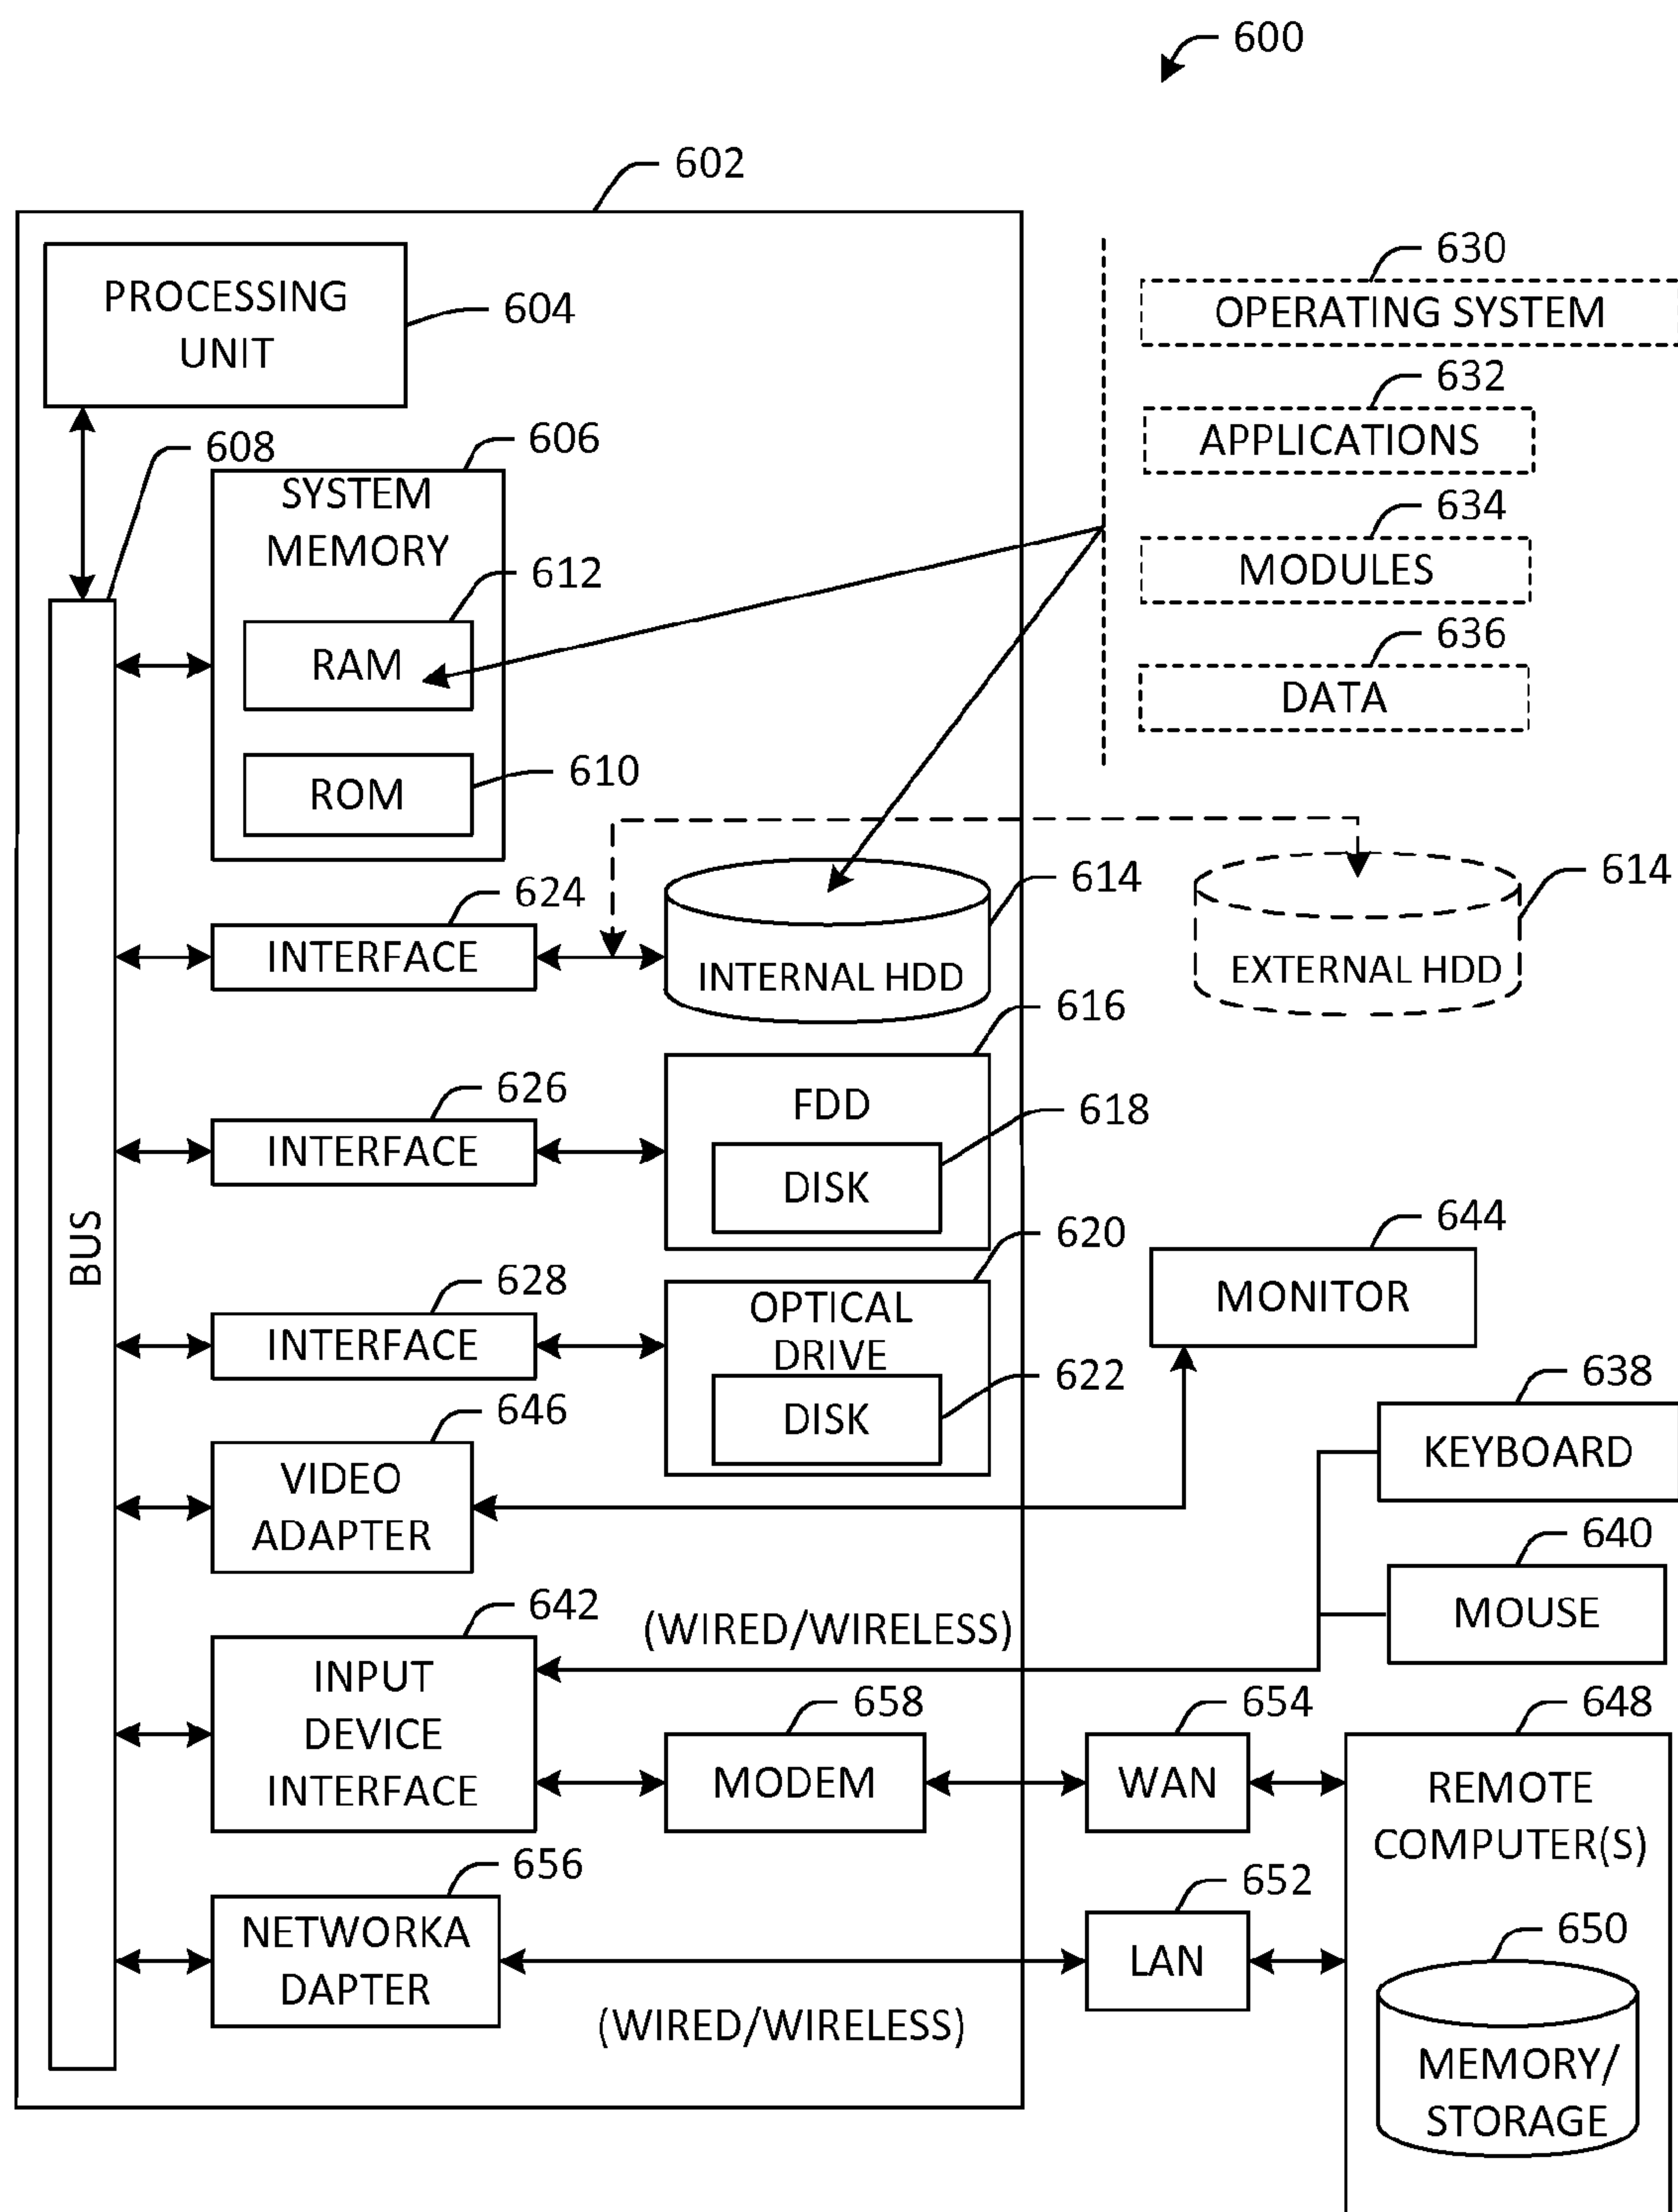 600
602
PROCESSING
UNIT
604
630
OPERATING SYSTEM
632
APPLICATIONS
634
MODULES
636
DATA
608
606
SYSTEM
MEMORY
612
RAM
610
ROM
624
INTERFACE
614
INTERNAL HDD
614
EXTERNAL HDD
616
FDD
618
DISK
626
INTERFACE
BUS
620
OPTICAL
DRIVE
622
DISK
628
INTERFACE
644
MONITOR
646
VIDEO
ADAPTER
638
KEYBOARD
640
MOUSE
642
INPUT
DEVICE
INTERFACE
(WIRED/WIRELESS)
658
MODEM
654
WAN
648
REMOTE
COMPUTER(S)
656
NETWORKA
DAPTER
652
LAN
650
MEMORY/
STORAGE
(WIRED/WIRELESS)